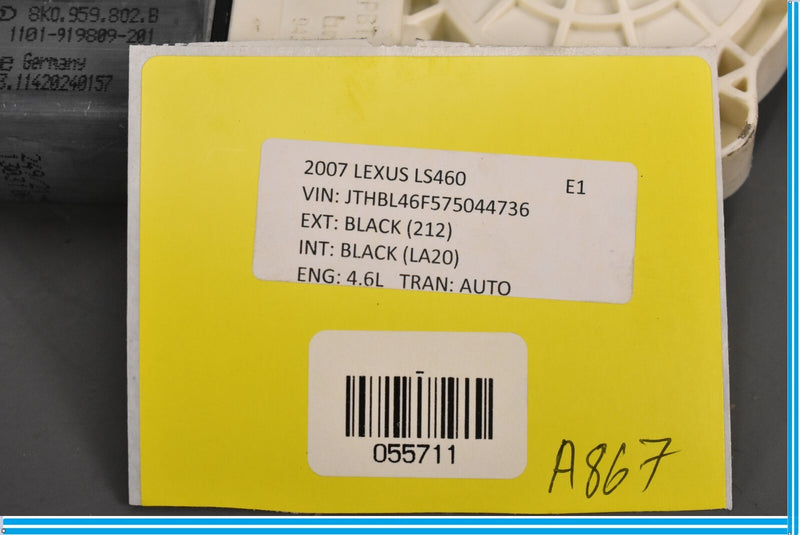 8K0.959.802.B
1101-919809-201
Germany
.11420240157
2007 LEXUS LS460
E1
VIN: JTHBL46F575044736
EXT: BLACK (212)
INT: BLACK (LA20)
ENG: 4.6L TRAN: AUTO
055711
A867